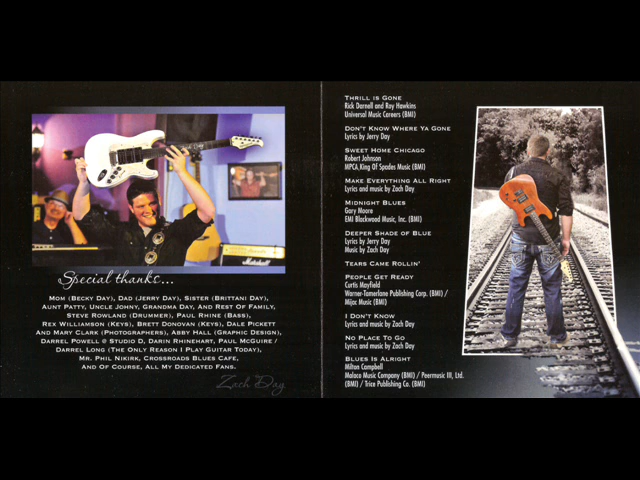 Special thanks...
Mom (Becky Day), Dad (Jerry Day), Sister (Brittani Day),
Aunt Patty, Uncle Johny, Grandma Day, And Rest Of Family,
Steve Rowland (Drummer), Paul Rhine (Bass),
Rex Williamson (Keys), Brett Donovan (Keys), Dale Pickett
And Mary Clark (Photographers), Abby Hall (Graphic Design),
Darrel Powell @ Studio D, Darin Rhinehart, Paul McGuire /
Darrel Long (The Only Reason I Play Guitar Today),
Mr. Phil Nikirk, Crossroads Blues Cafe,
And Of Course, All My Dedicated Fans.
Zach Day
Marshall
Thrill is Gone
Rick Darnell and Roy Hawkins
Universal Music Careers (BMI)
Don't Know Where Ya Gone
Lyrics by Jerry Day
Sweet Home Chicago
Robert Johnson
MPCA,King Of Spades Music (BMI)
Make Everything All Right
Lyrics and music by Zach Day
Midnight Blues
Gary Moore
EMI Blackwood Music, Inc. (BMI)
Deeper Shade of Blue
Lyrics by Jerry Day
Music by Zach Day
Tears Came Rollin'
People Get Ready
Curtis Mayfield
Warner-Tamerlane Publishing Corp. (BMI) /
Mijac Music (BMI)
I Don't Know
Lyrics and music by Zach Day
No Place To Go
Lyrics and music by Zach Day
Blues Is Alright
Milton Campbell
Malaco Music Company (BMI) / Peermusic III, Ltd.
(BMI) / Trice Publishing Co. (BMI)